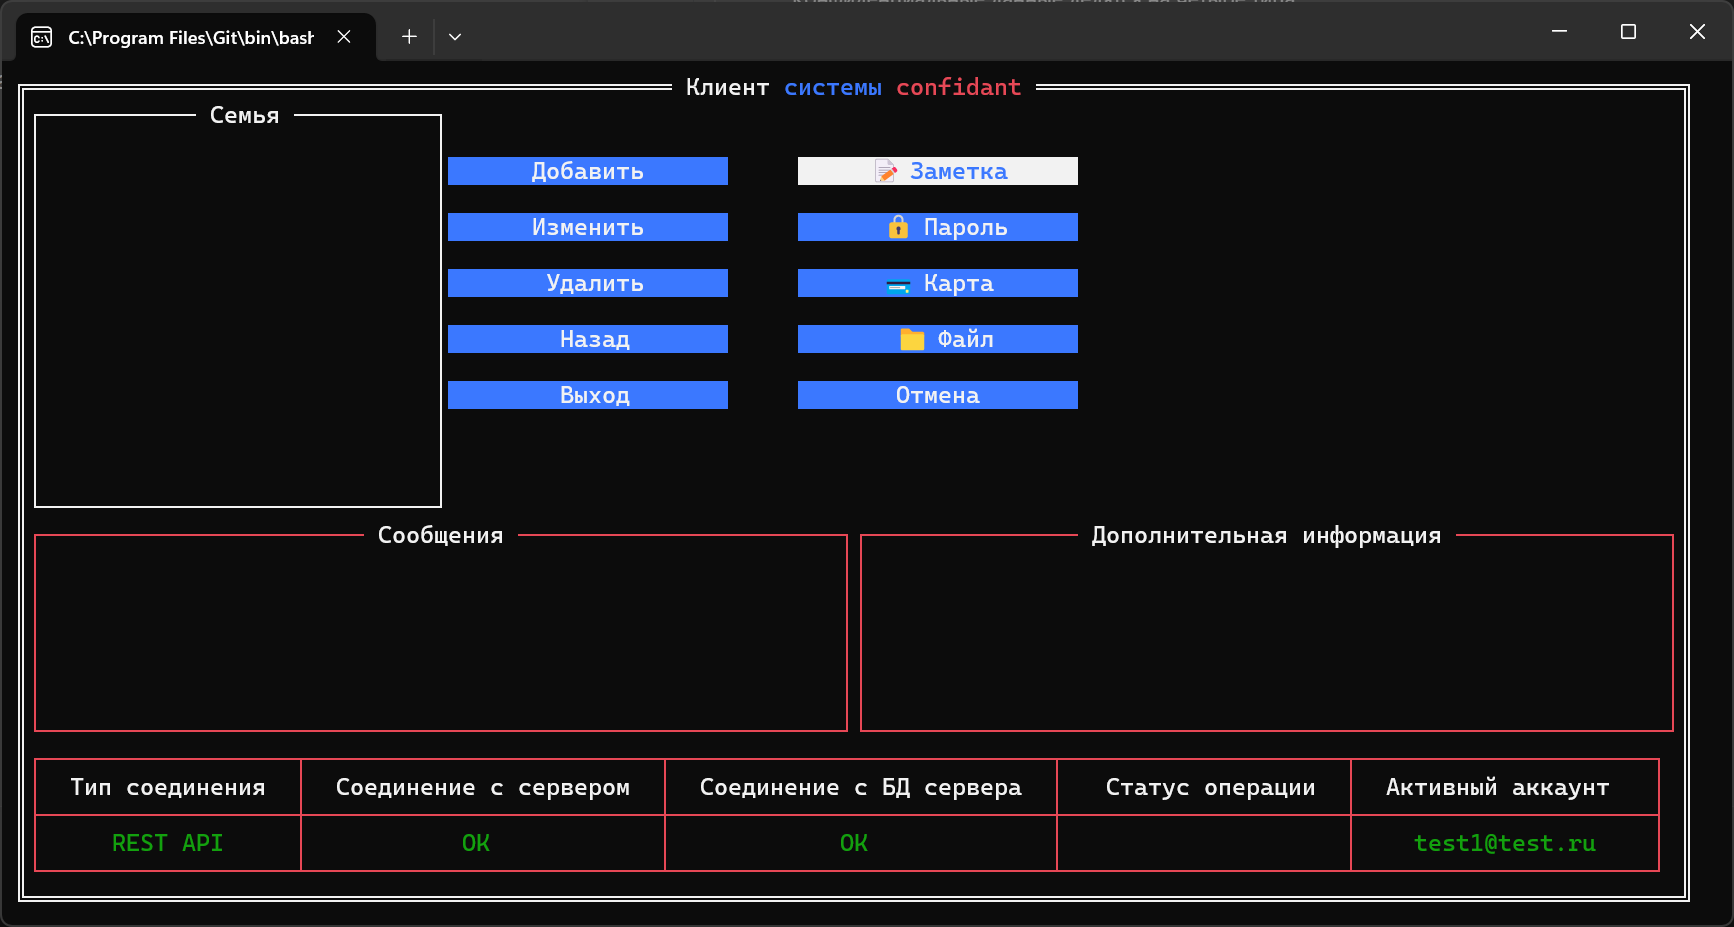 C:\Program Files\Git\bin\bash
Клиент системы confidant
Семья
Добавить
Изменить
Удалить
Назад
Выход
Заметка
Пароль
Карта
Файл
Отмена
Сообщения
Дополнительная информация
Тип соединения Соединение с сервером Соединение с БД сервера Статус операции Активный аккаунт
REST API OK OK test1@test.ru